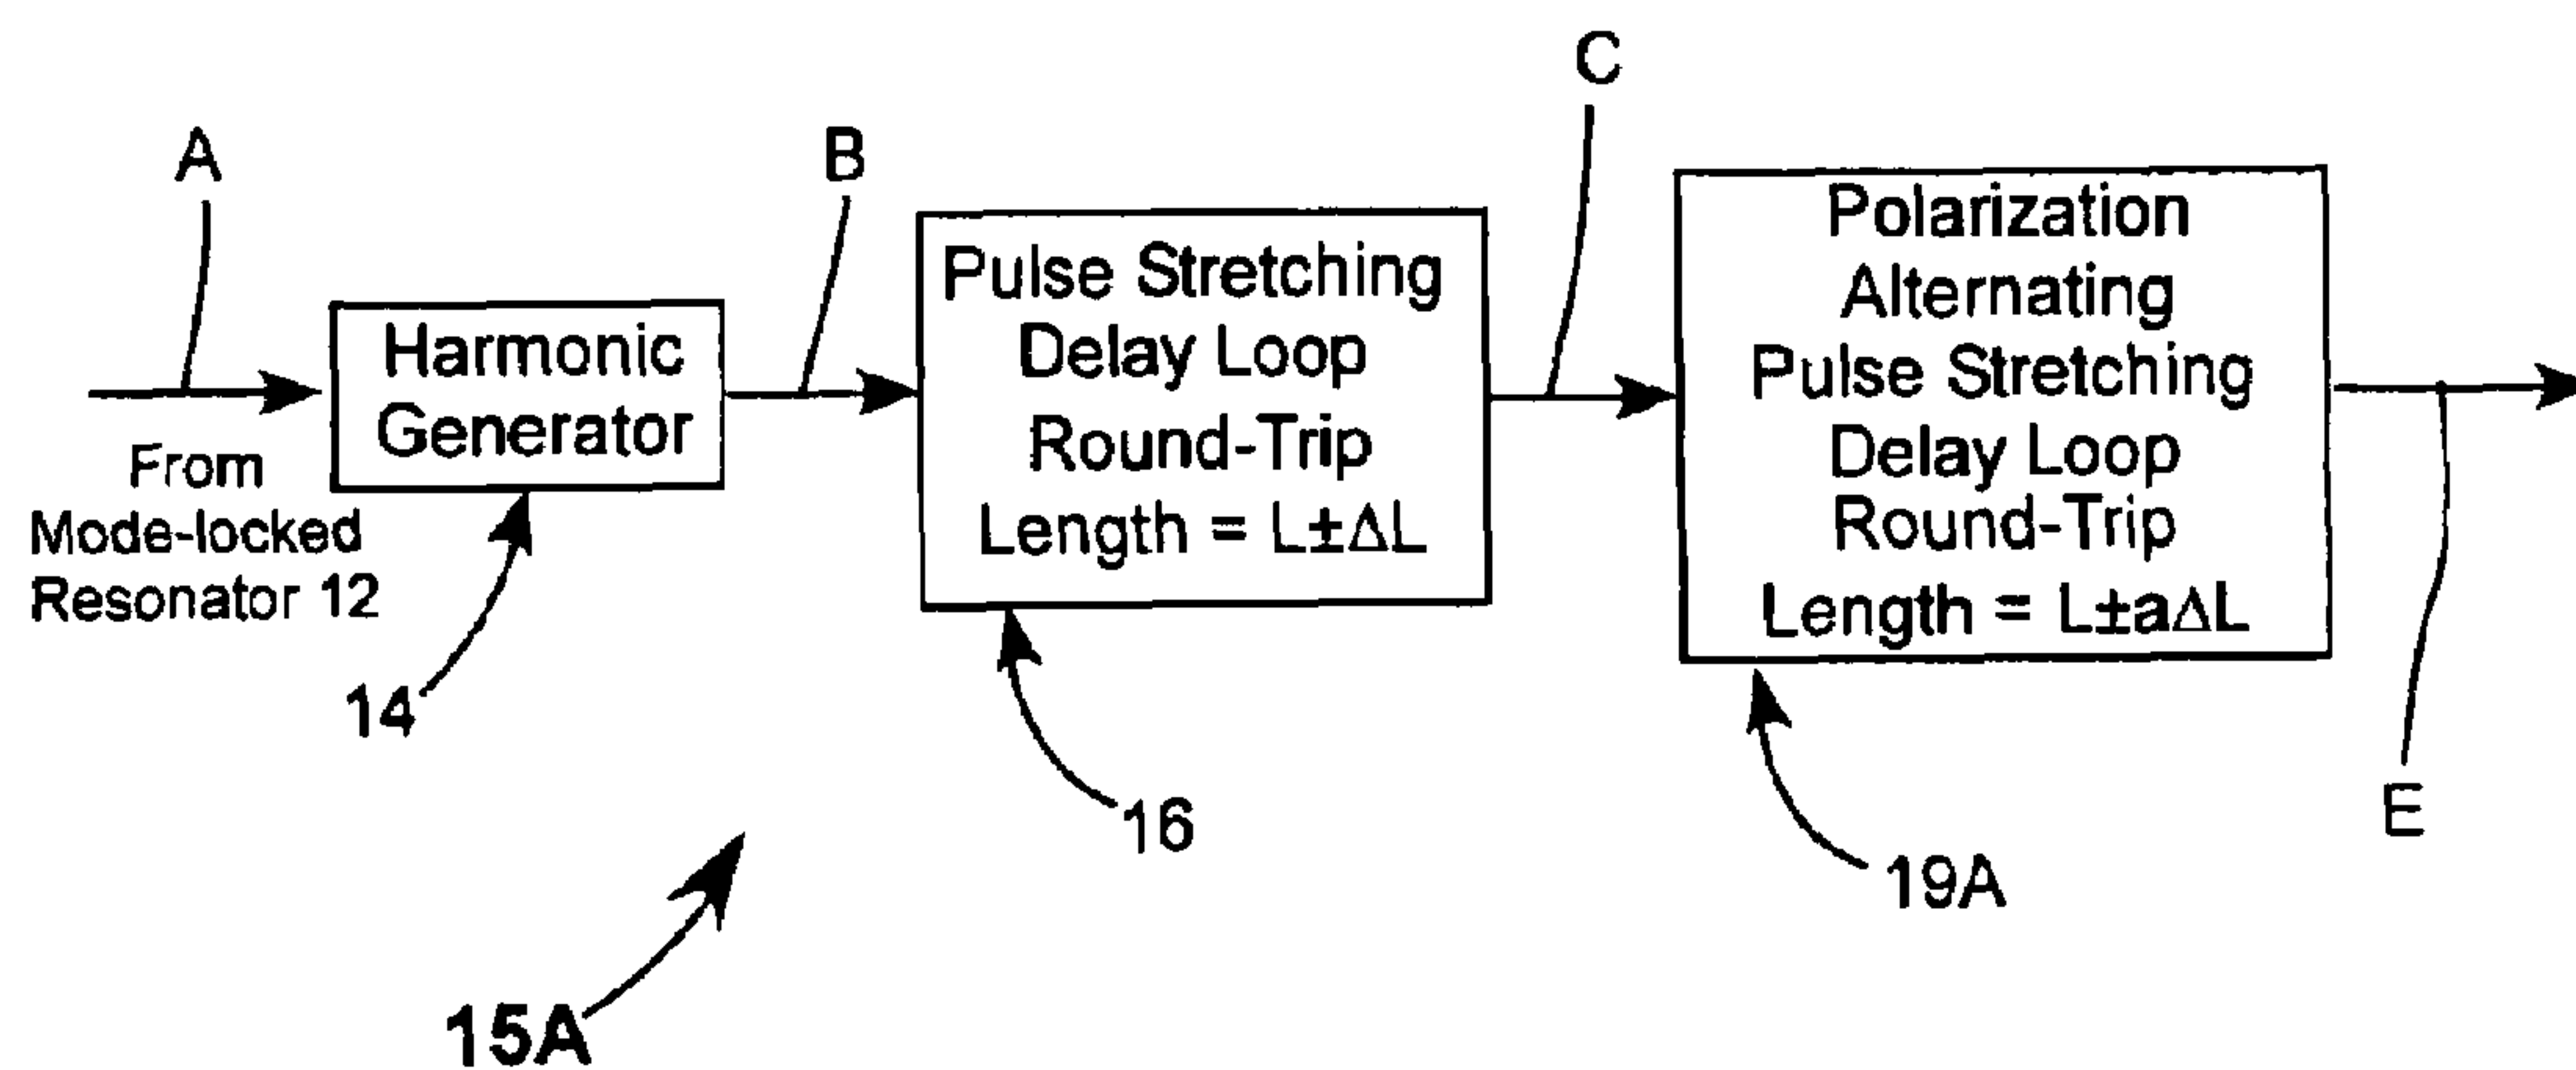 A
From
Mode-locked
Resonator 12
Harmonic
Generator
14
B
Pulse Stretching
Delay Loop
Round-Trip
Length = L±ΔL
16
C
Polarization
Alternating
Pulse Stretching
Delay Loop
Round-Trip
Length = L±aΔL
19A
E
15A